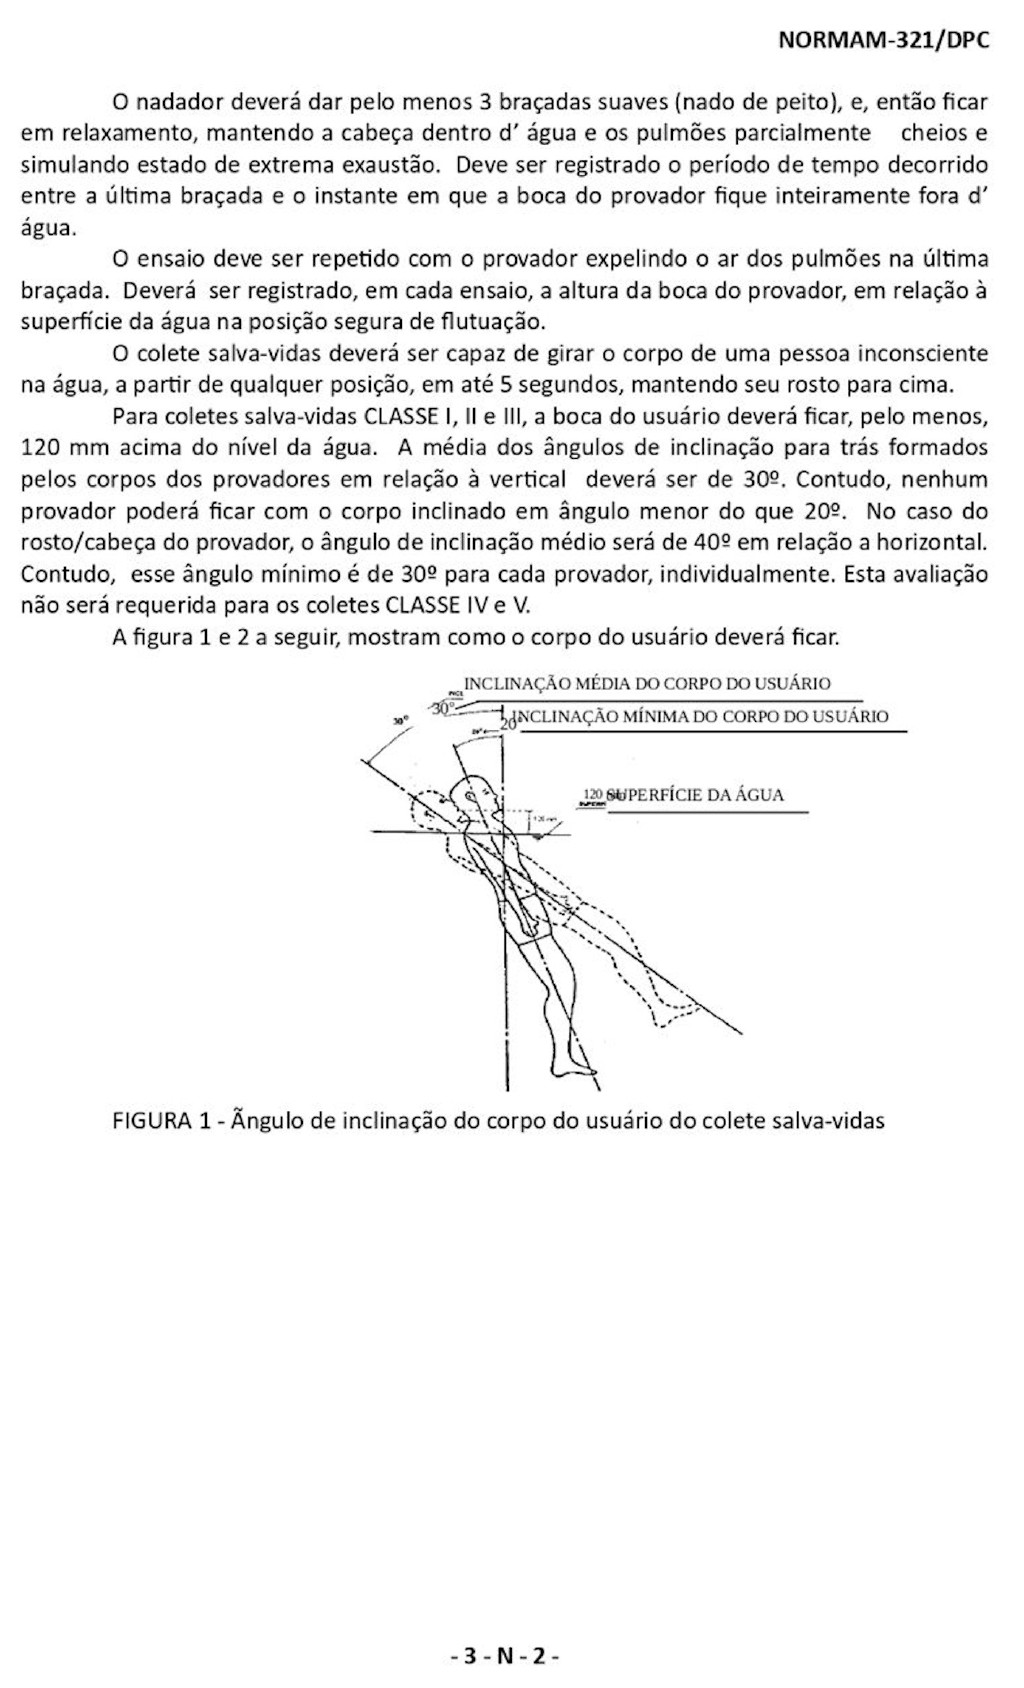 NORMAM-321/DPC
O nadador deverá dar pelo menos 3 braçadas suaves (nado de peito), e, então ficar
em relaxamento, mantendo a cabeça dentro d’ água e os pulmões parcialmente cheios e
simulando estado de extrema exaustão. Deve ser registrado o período de tempo decorrido
entre a última braçada e o instante em que a boca do provador fique inteiramente fora d’
água.
O ensaio deve ser repetido com o provador expelindo o ar dos pulmões na última
braçada. Deverá ser registrado, em cada ensaio, a altura da boca do provador, em relação à
superfície da água na posição segura de flutuação.
O colete salva-vidas deverá ser capaz de girar o corpo de uma pessoa inconsciente
na água, a partir de qualquer posição, em até 5 segundos, mantendo seu rosto para cima.
Para coletes salva-vidas CLASSE I, II e III, a boca do usuário deverá ficar, pelo menos,
120 mm acima do nível da água. A média dos ângulos de inclinação para trás formados
pelos corpos dos provadores em relação à vertical deverá ser de 30º. Contudo, nenhum
provador poderá ficar com o corpo inclinado em ângulo menor do que 20º. No caso do
rosto/cabeça do provador, o ângulo de inclinação médio será de 40º em relação a horizontal.
Contudo, esse ângulo mínimo é de 30º para cada provador, individualmente. Esta avaliação
não será requerida para os coletes CLASSE IV e V.
A figura 1 e 2 a seguir, mostram como o corpo do usuário deverá ficar.
INCLINAÇÃO MÉDIA DO CORPO DO USUÁRIO
30°
30°
INCLINAÇÃO MÍNIMA DO CORPO DO USUÁRIO
20°
20°
120 SUPERFÍCIE DA ÁGUA
120 mm
FIGURA 1 - Ãngulo de inclinação do corpo do usuário do colete salva-vidas
- 3 - N - 2 -